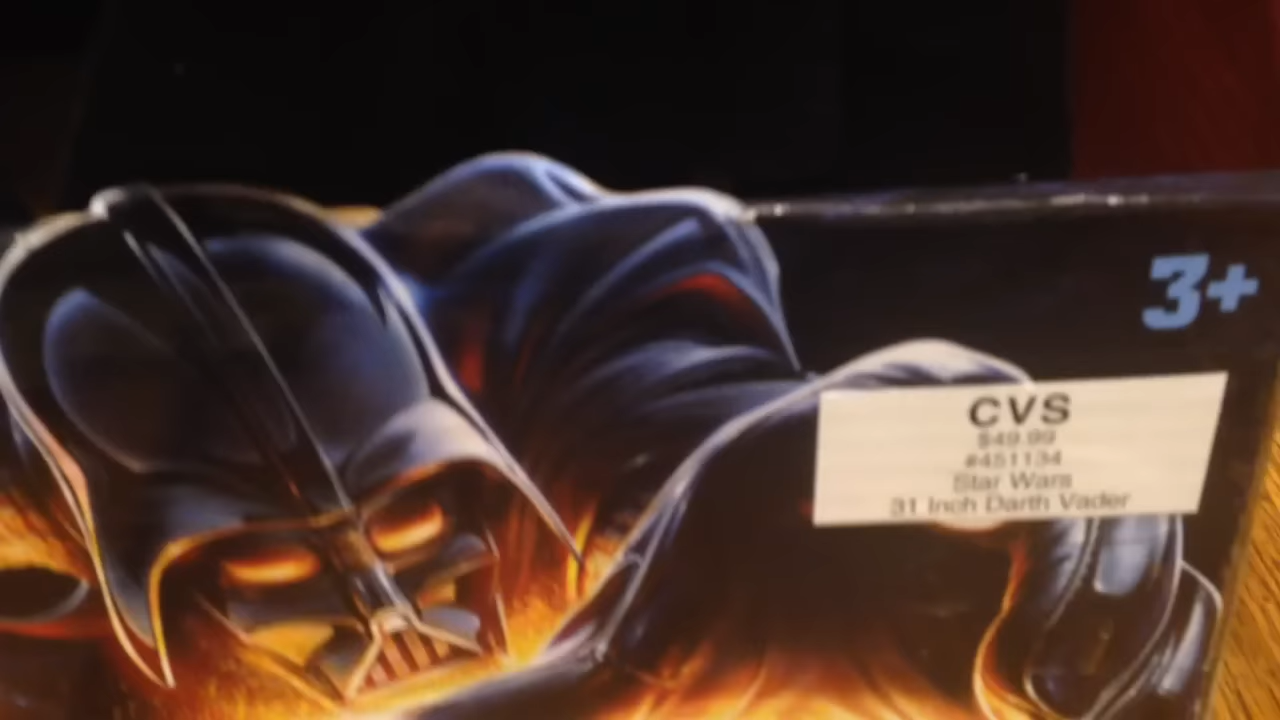 3+
CVS
$49.99
#451134
Star Wars
31 Inch Darth Vader